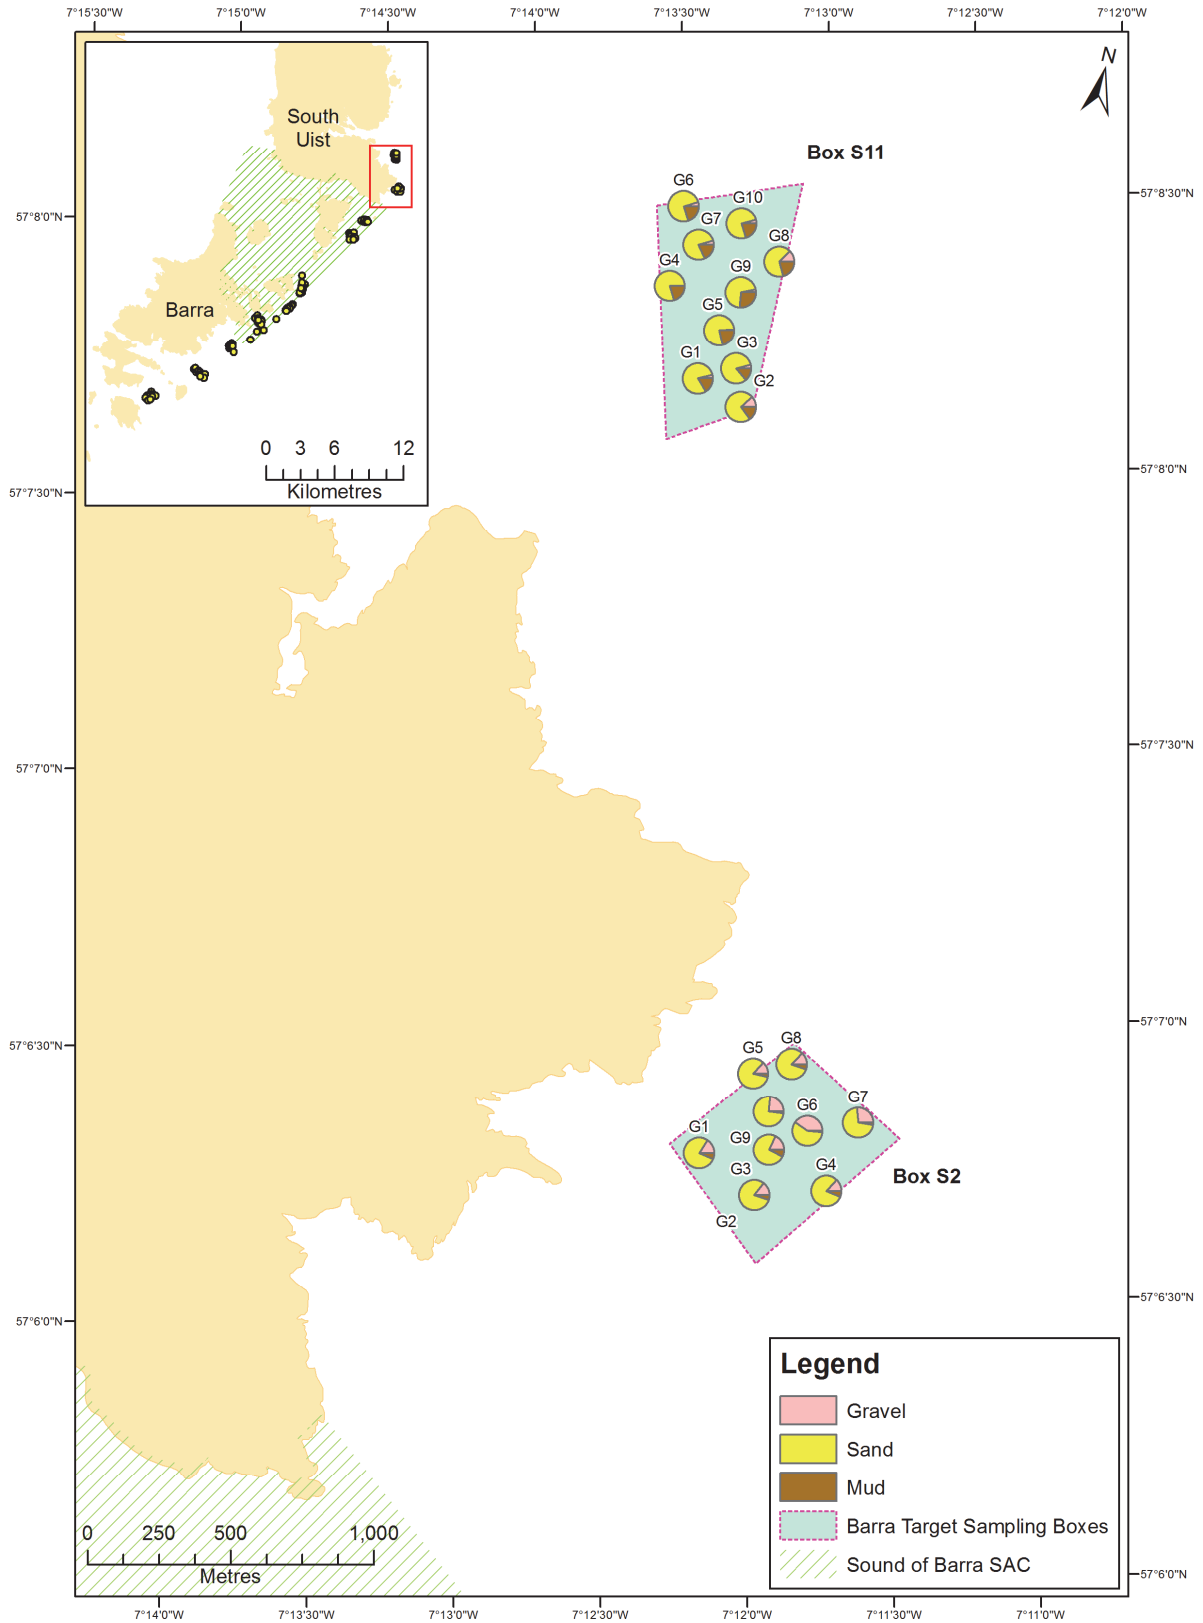 7°15'30"W 7°15'0"W 7°14'30"W 7°14'0"W 7°13'30"W 7°13'0"W 7°12'30"W 7°12'0"W
N
South
Uist
Barra
0 3 6 12
Kilometres
Box S11
G6
G10
G7
G8
G4
G9
G5
G3
G1
G2
57°8'30"N
57°8'0"N
57°8'0"N
57°7'30"N
57°7'30"N
57°7'0"N
57°7'0"N
57°6'30"N
57°6'30"N
57°6'0"N
57°6'0"N
G8
G5
G7
G6
G1
G9
G3
G4
G2
Box S2
Legend
Gravel
Sand
Mud
Barra Target Sampling Boxes
Sound of Barra SAC
0 250 500 1,000
Metres
7°14'0"W 7°13'30"W 7°13'0"W 7°12'30"W 7°12'0"W 7°11'30"W 7°11'0"W